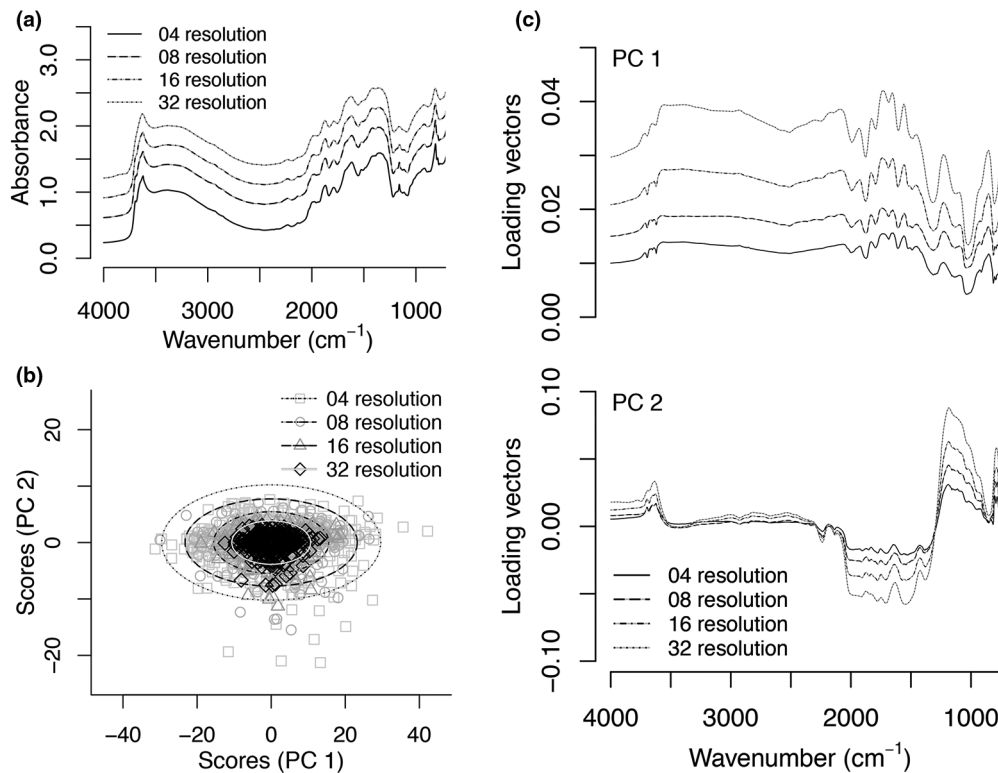 (a)
04 resolution
08 resolution
16 resolution
32 resolution
Absorbance
3.0
2.0
1.0
0.0
4000 3000 2000 1000
Wavenumber (cm−1)
(b)
04 resolution
08 resolution
16 resolution
32 resolution
Scores (PC 2)
20
0
−20
−40 −20 0 20 40
Scores (PC 1)
(c)
PC 1
Loading vectors
0.04
0.02
0.00
PC 2
Loading vectors
0.10
0.00
−0.10
04 resolution
08 resolution
16 resolution
32 resolution
4000 3000 2000 1000
Wavenumber (cm−1)